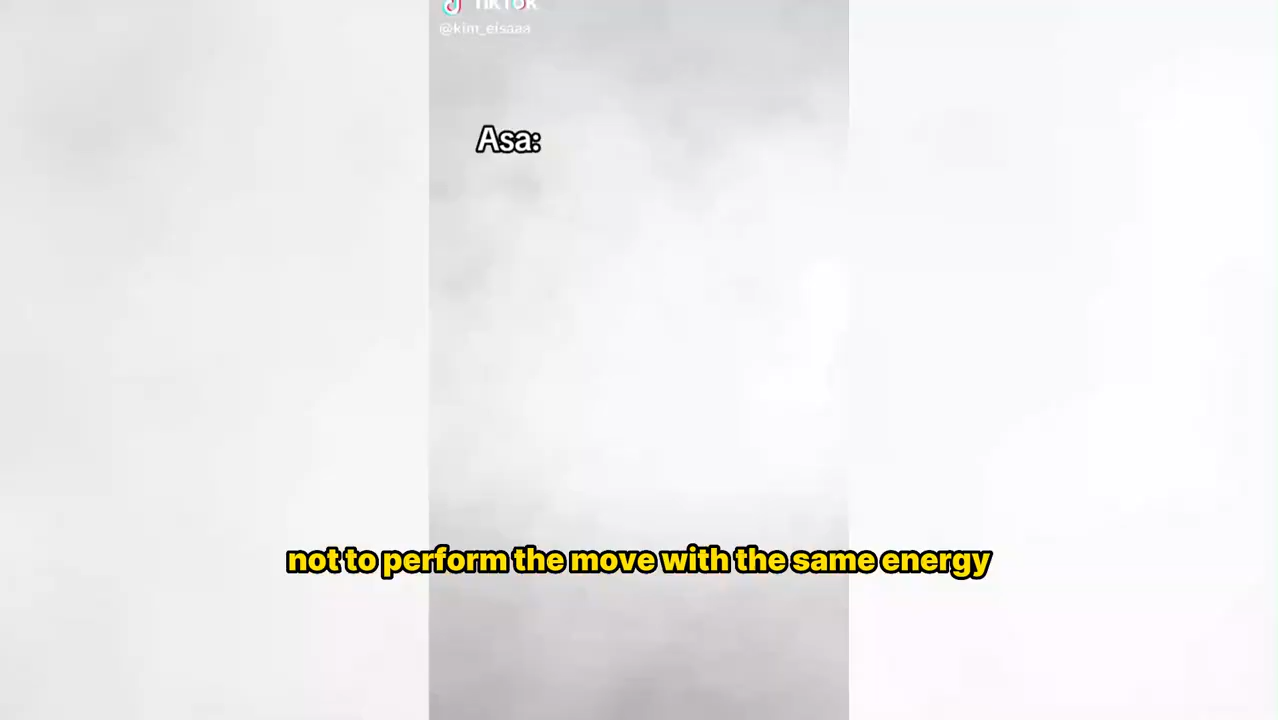 TikTok
@kim_eisaaa
Asa:
not to perform the move with the same energy